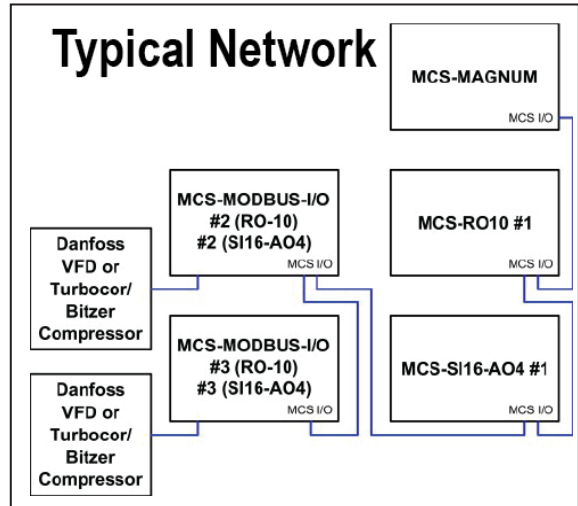 Typical Network
MCS-MAGNUM
MCS I/O
MCS-MODBUS-I/O
#2 (RO-10)
#2 (SI16-AO4)
MCS I/O
MCS-RO10 #1
MCS I/O
Danfoss
VFD or
Turbocor/
Bitzer
Compressor
MCS-MODBUS-I/O
#3 (RO-10)
#3 (SI16-AO4)
MCS I/O
MCS-SI16-AO4 #1
MCS I/O
Danfoss
VFD or
Turbocor/
Bitzer
Compressor